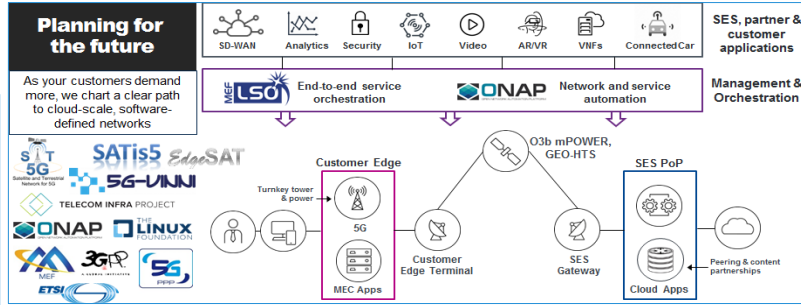 Planning for
the future
As your customers demand
more, we chart a clear path
to cloud-scale, software-
defined networks
SD-WAN
Analytics
Security
IoT
Video
AR/VR
VNFs
Connected Car
SES, partner &
customer
applications
MEF
LSO
End-to-end service
orchestration
ONAP
Network and service
automation
Management &
Orchestration
SaT
5G
Satellite and Terrestrial
Network for 5G
SATis5
EdgeSAT
5G-VINNI
TELECOM INFRA PROJECT
ONAP
THE
LINUX
FOUNDATION
MEF
3GPP
A GLOBAL INITIATIVE
5G
PPP
ETSI
O3b mPOWER,
GEO-HTS
Customer Edge
Turnkey tower
& power
5G
MEC Apps
Customer
Edge Terminal
SES
Gateway
SES PoP
Cloud Apps
Peering & content
partnerships